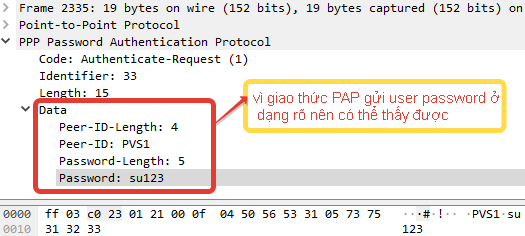 Frame 2335: 19 bytes on wire (152 bits), 19 bytes captured (152 bits) on
Point-to-Point Protocol
PPP Password Authentication Protocol
Code: Authenticate-Request (1)
Identifier: 33
Length: 15
Data
Peer-ID-Length: 4
Peer-ID: PVS1
Password-Length: 5
Password: su123
vì giao thức PAP gửi user password ở
dạng rõ nên có thể thấy được
0000 ff 03 c0 23 01 21 00 0f 04 50 56 53 31 05 73 75 ···#·!·· ·PVS1·su
0010 31 32 33 123